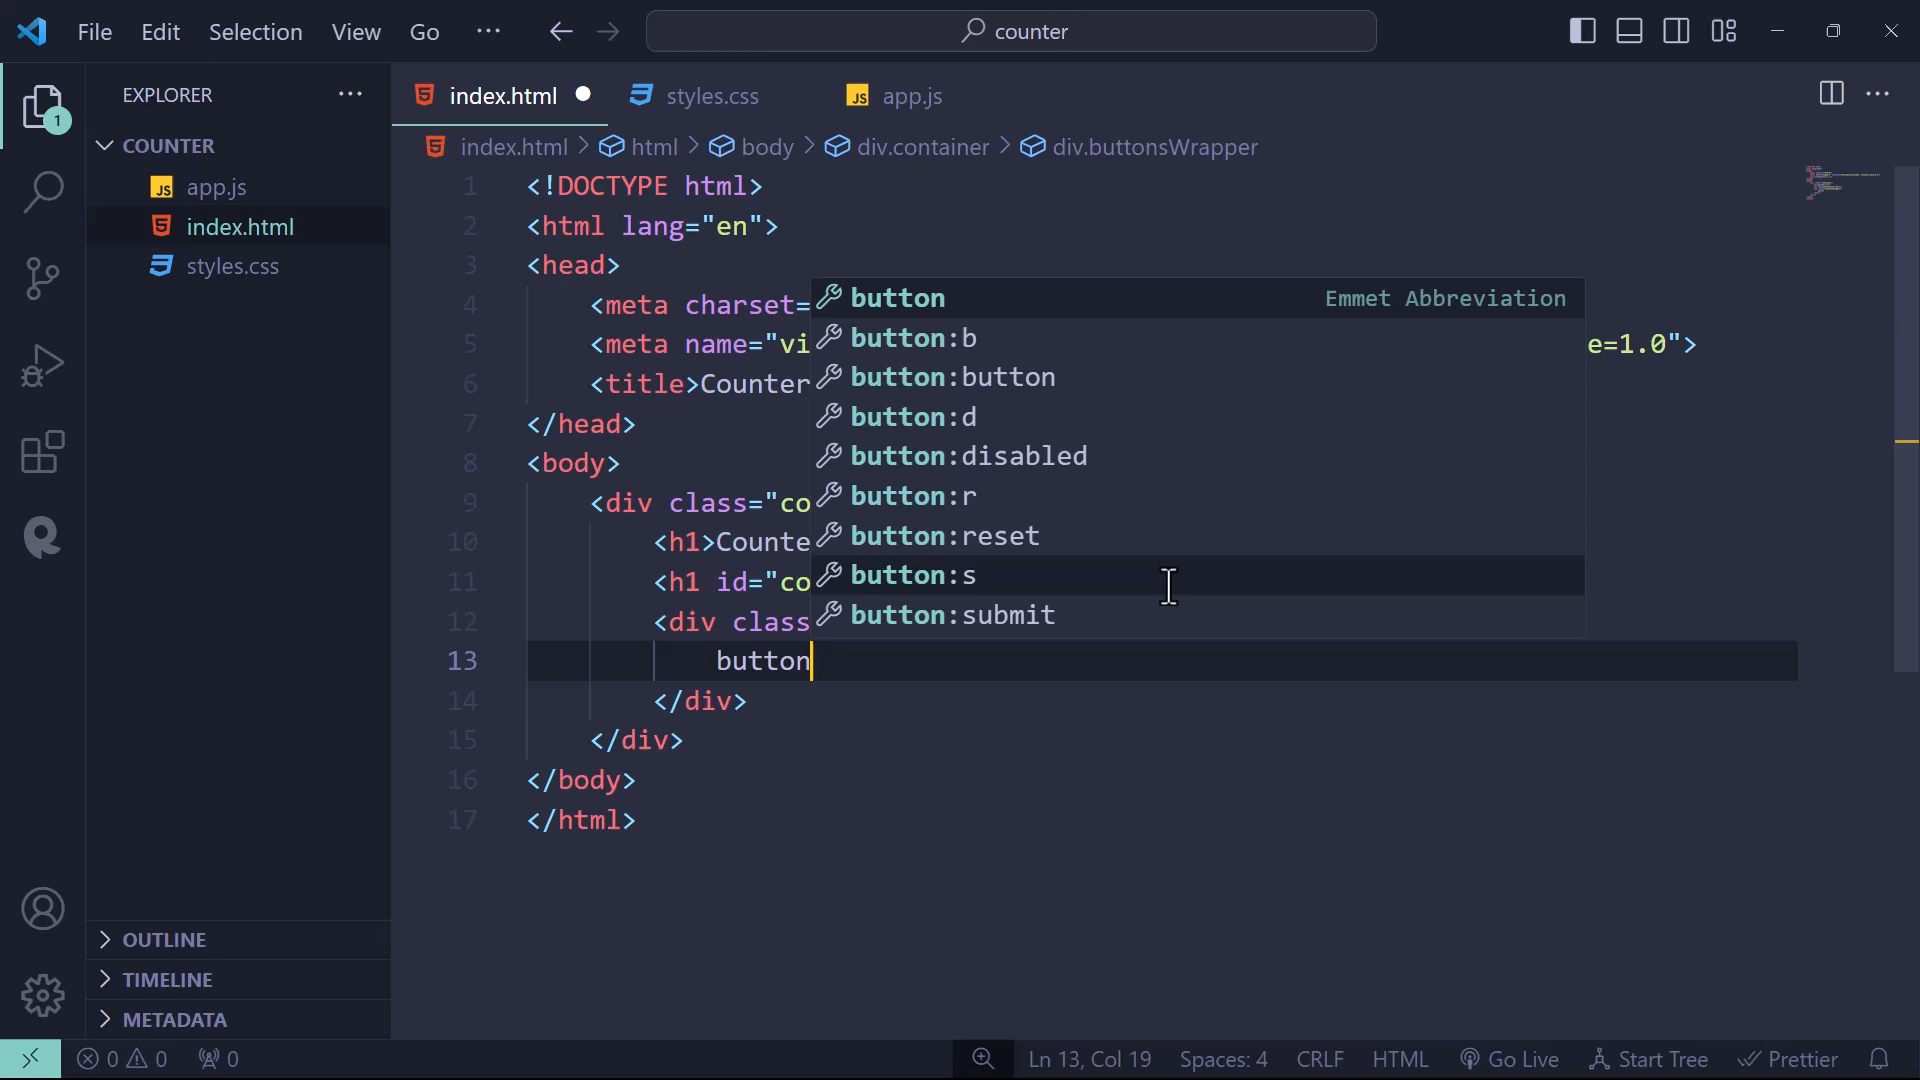 File Edit Selection View Go ··· counter
EXPLORER ···
index.html styles.css JS app.js ···
1
COUNTER
JS app.js
index.html
styles.css
index.html > html > body > div.container > div.buttonsWrapper
1 <!DOCTYPE html>
2 <html lang="en">
3 <head>
4 <meta charset=
5 <meta name="vi e=1.0">
6 <title>Counter
7 </head>
8 <body>
9 <div class="co
10 <h1>Counte
11 <h1 id="co
12 <div class
13 button
14 </div>
15 </div>
16 </body>
17 </html>
button Emmet Abbreviation
button:b
button:button
button:d
button:disabled
button:r
button:reset
button:s
button:submit
OUTLINE
TIMELINE
METADATA
0 0 0 Ln 13, Col 19 Spaces: 4 CRLF HTML Go Live Start Tree Prettier